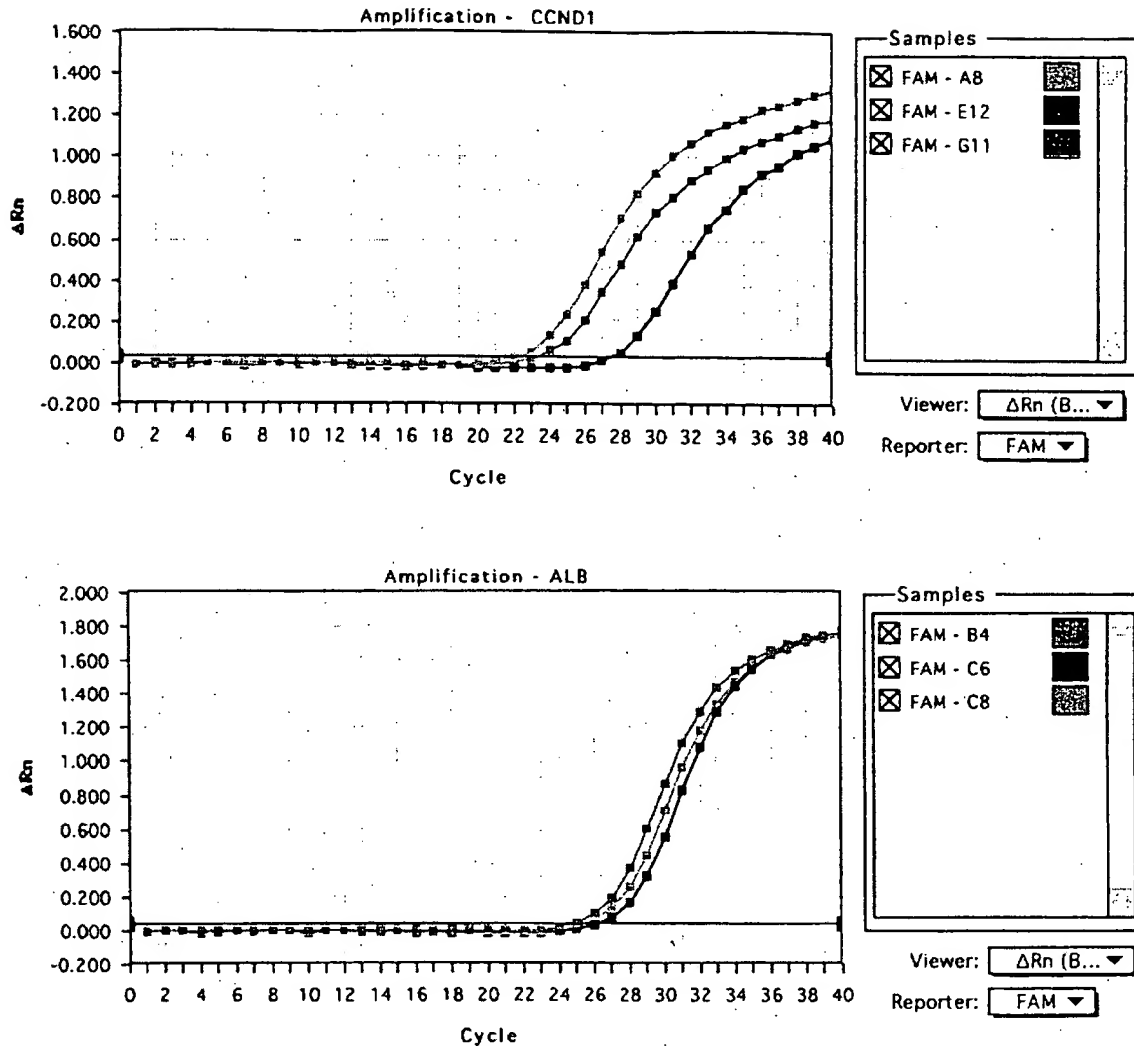 Amplification - CCND1
1.600
1.400
1.200
1.000
0.800
0.600
0.400
0.200
0.000
-0.200
ΔRn
0 2 4 6 8 10 12 14 16 18 20 22 24 26 28 30 32 34 36 38 40
Cycle
Samples
FAM - A8
FAM - E12
FAM - G11
Viewer: ΔRn (B... ▼
Reporter: FAM ▼
Amplification - ALB
2.000
1.800
1.600
1.400
1.200
1.000
0.800
0.600
0.400
0.200
0.000
-0.200
ΔRn
0 2 4 6 8 10 12 14 16 18 20 22 24 26 28 30 32 34 36 38 40
Cycle
Samples
FAM - B4
FAM - C6
FAM - C8
Viewer: ΔRn (B... ▼
Reporter: FAM ▼